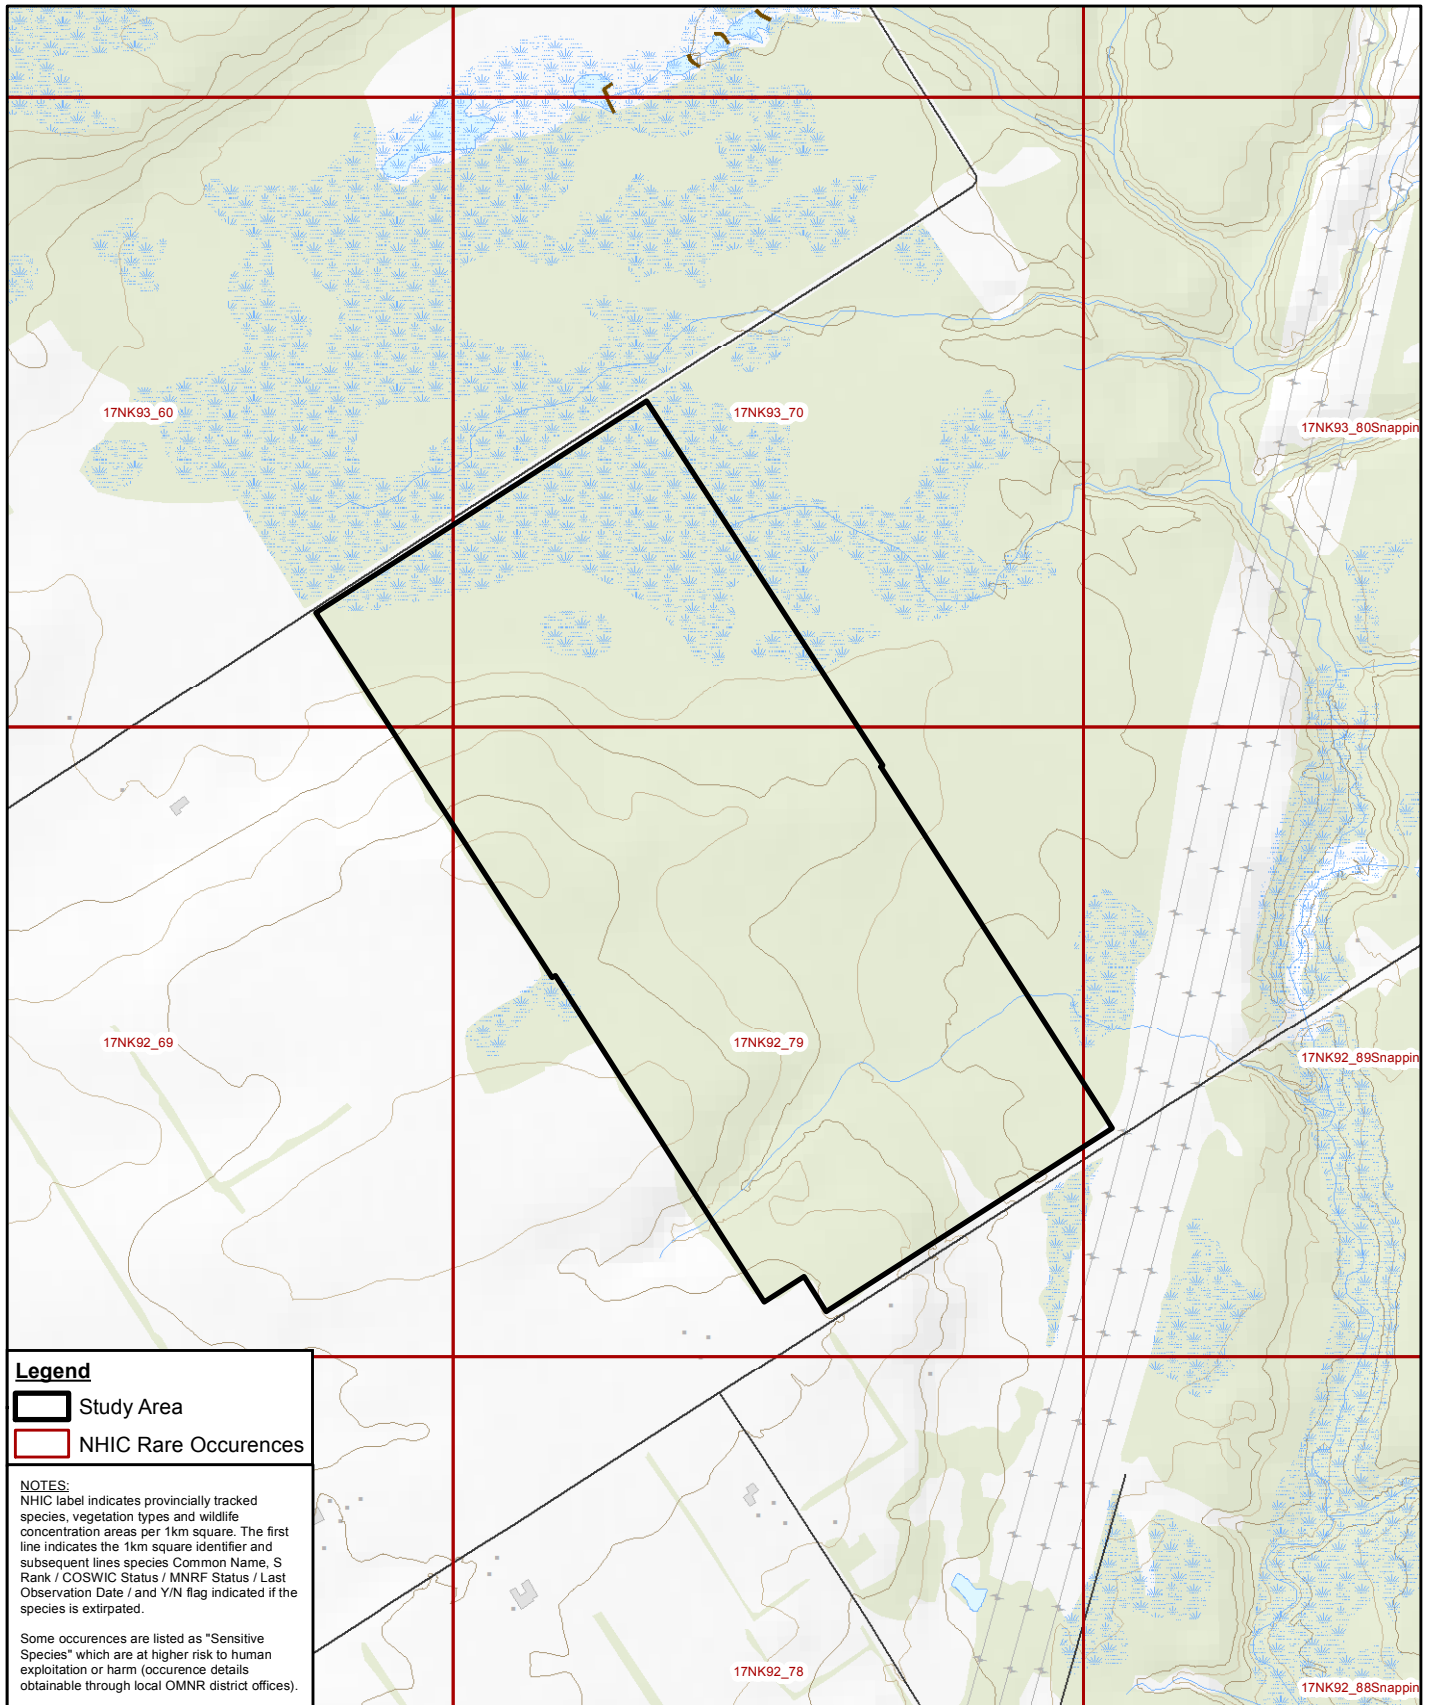 17NK93_60
17NK93_70
17NK93_80Snappin
17NK92_69
17NK92_79
17NK92_89Snappin
Legend
Study Area
NHIC Rare Occurences
NOTES:
NHIC label indicates provincially tracked
species, vegetation types and wildlife
concentration areas per 1km square. The first
line indicates the 1km square identifier and
subsequent lines species Common Name, S
Rank / COSWIC Status / MNRF Status / Last
Observation Date / and Y/N flag indicated if the
species is extirpated.
Some occurences are listed as "Sensitive
Species" which are at higher risk to human
exploitation or harm (occurence details
obtainable through local OMNR district offices).
17NK92_78
17NK92_88Snappin